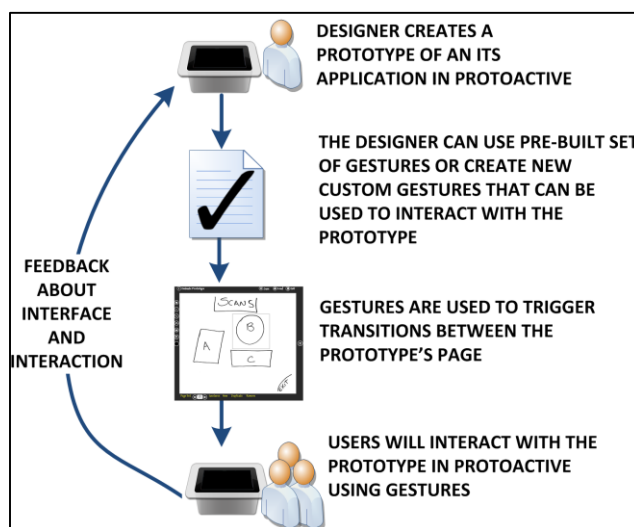 DESIGNER CREATES A
PROTOTYPE OF AN ITS
APPLICATION IN PROTOACTIVE
THE DESIGNER CAN USE PRE-BUILT SET
OF GESTURES OR CREATE NEW
CUSTOM GESTURES THAT CAN BE
USED TO INTERACT WITH THE
PROTOTYPE
FEEDBACK
ABOUT
INTERFACE
AND
INTERACTION
SCANS
A
B
C
EXIT
GESTURES ARE USED TO TRIGGER
TRANSITIONS BETWEEN THE
PROTOTYPE'S PAGE
USERS WILL INTERACT WITH THE
PROTOTYPE IN PROTOACTIVE
USING GESTURES